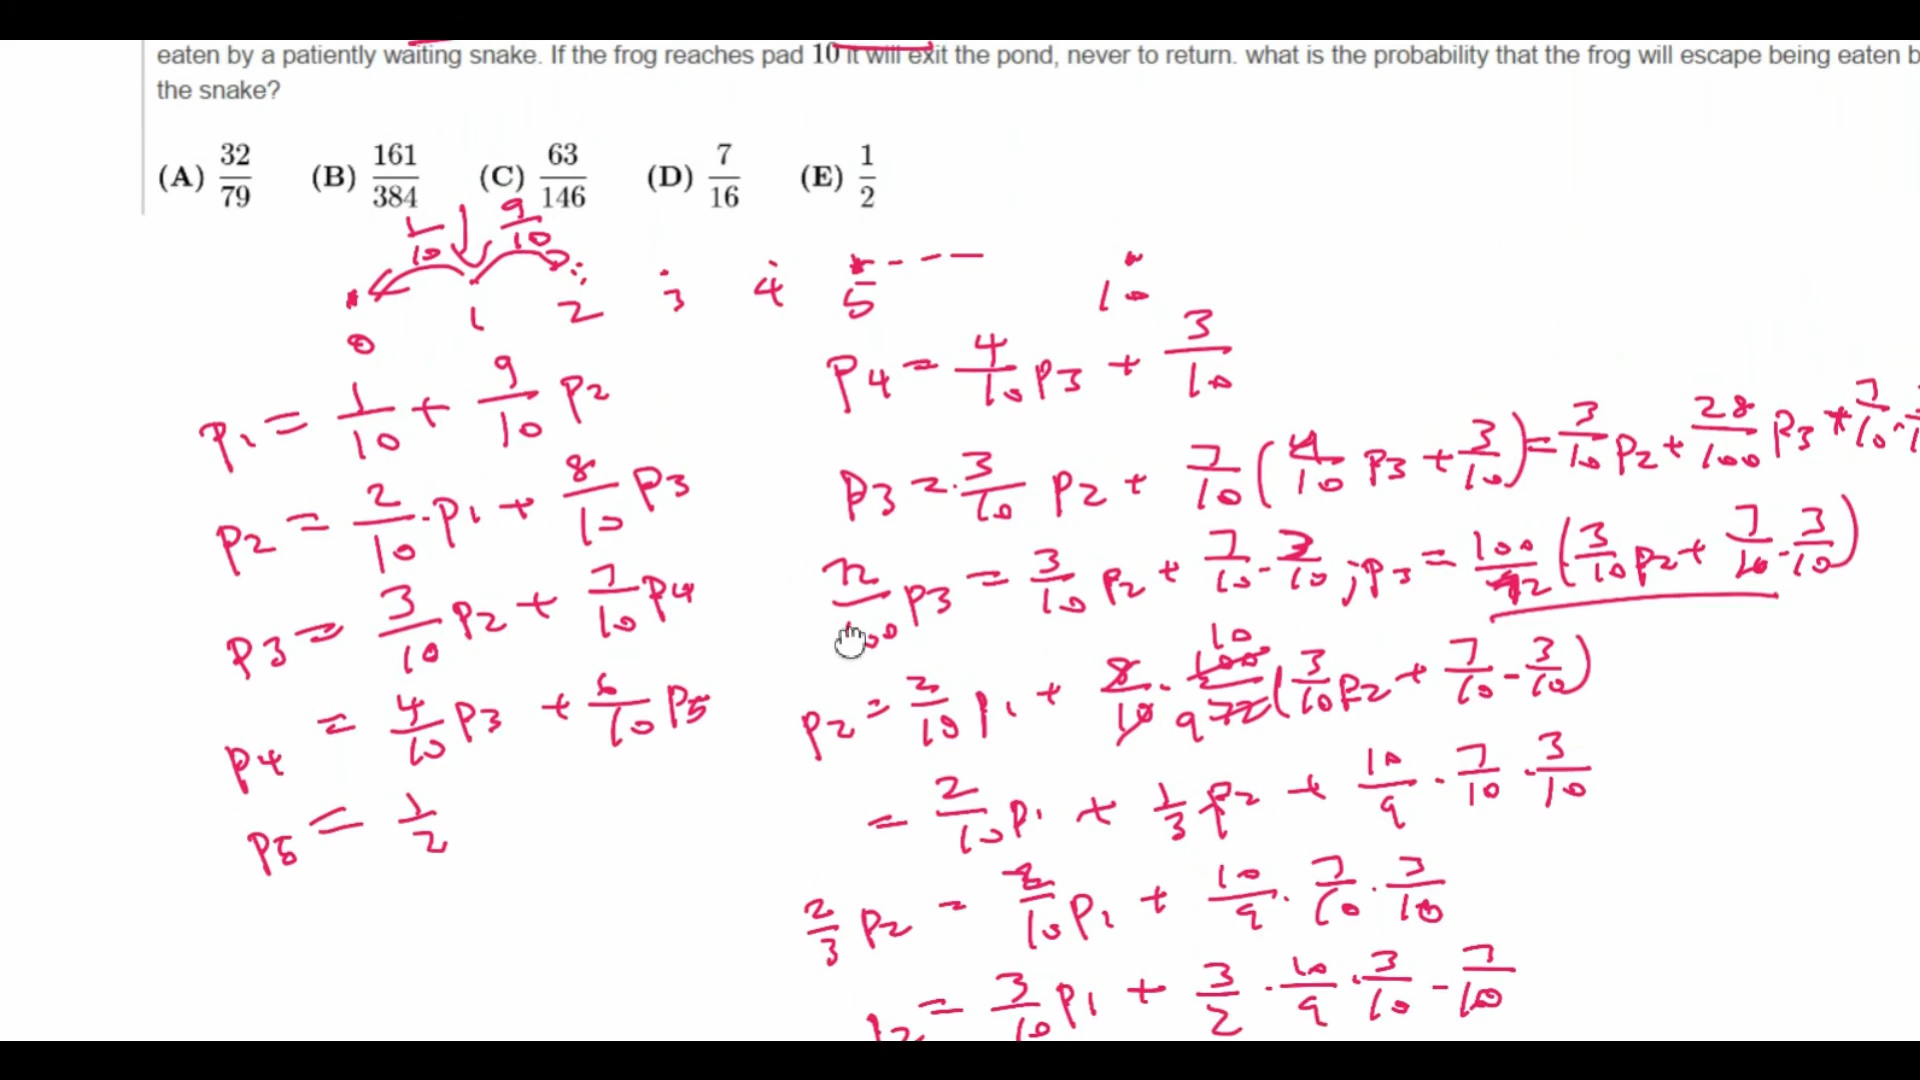 eaten by a patiently waiting snake. If the frog reaches pad 10 it will exit the pond, never to return. what is the probability that the frog will escape being eaten b
the snake?
(A) 32/79 (B) 161/384 (C) 63/146 (D) 7/16 (E) 1/2
1/10 9/10
0 1 2 3 4 5 10
P1 = 1/10 + 9/10 P2
P2 = 2/10 · P1 + 8/10 P3
P3 = 3/10 P2 + 7/10 P4
P4 = 4/10 P3 + 6/10 P5
P5 = 1/2
P4 = 4/10 P3 + 3/10
P3 = 3/10 P2 + 7/10 ( 4/10 P3 + 3/10 ) = 3/10 P2 + 28/100 P3 + 7/10 ·
72/100 P3 = 3/10 P2 + 7/10 · 3/10 ; P3 = 100/72 ( 3/10 P2 + 7/10 · 3/10 )
P2 = 2/10 P1 + 8/10 · 100/72 10/9 ( 3/10 P2 + 7/10 · 3/10 )
= 2/10 P1 + 1/3 P2 + 10/9 · 7/10 · 3/10
2/3 P2 = 2/10 P1 + 10/9 · 7/10 · 3/10
P2 = 3/10 P1 + 3/2 · 10/9 · 3/10 · 7/10